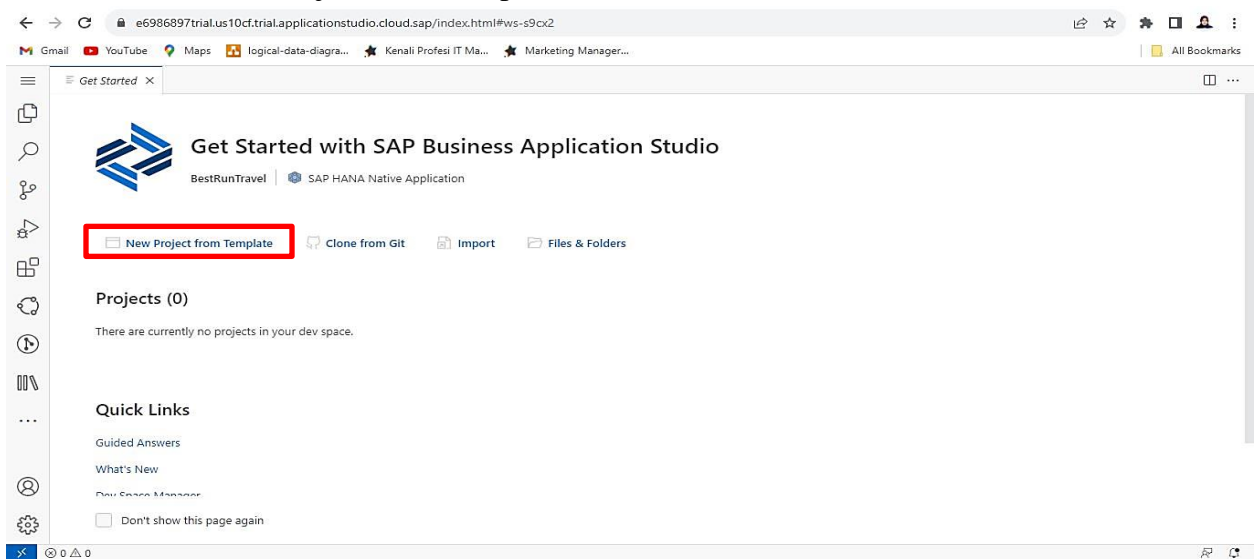 e6986897trial.us10cf.trial.applicationstudio.cloud.sap/index.html#ws-s9cx2
Gmail YouTube Maps logical-data-diagra... Kenali Profesi IT Ma... Marketing Manager... All Bookmarks
Get Started
Get Started with SAP Business Application Studio
BestRunTravel SAP HANA Native Application
New Project from Template Clone from Git Import Files & Folders
Projects (0)
There are currently no projects in your dev space.
Quick Links
Guided Answers
What's New
Dev Space Manager
Don't show this page again
0 0